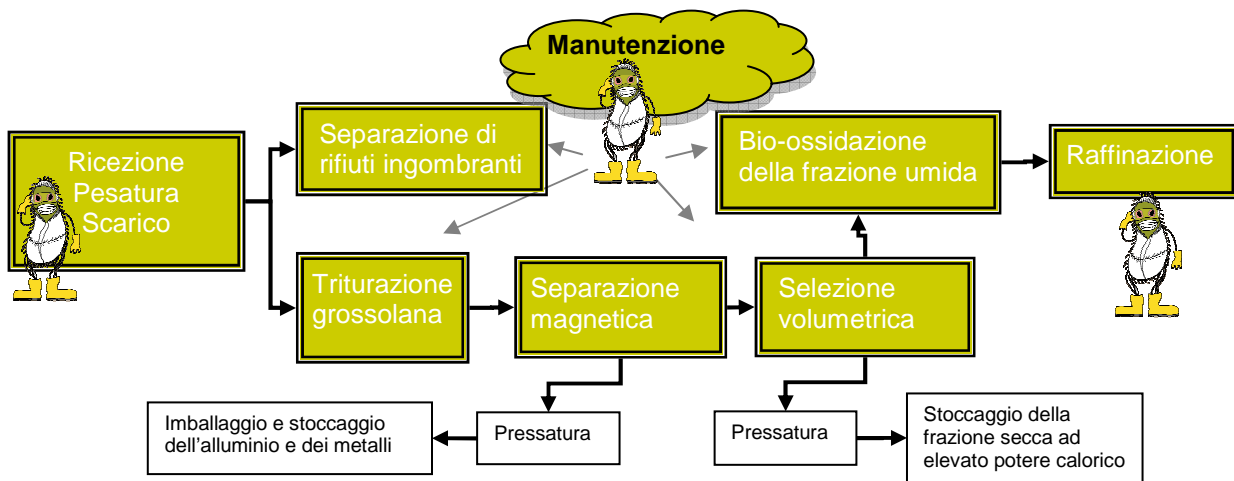 Manutenzione
Ricezione
Pesatura
Scarico
Separazione di
rifiuti ingombranti
Bio-ossidazione
della frazione umida
Raffinazione
Triturazione
grossolana
Separazione
magnetica
Selezione
volumetrica
Imballaggio e stoccaggio
dell'alluminio e dei metalli
Pressatura
Pressatura
Stoccaggio della
frazione secca ad
elevato potere calorico